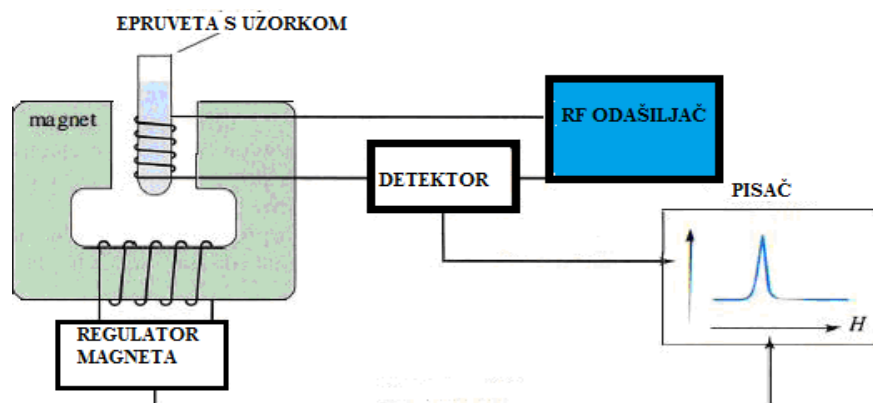 EPRUVETA S UZORKOM
magnet
RF ODAŠILJAČ
DETEKTOR
PISAČ
H
REGULATOR
MAGNETA